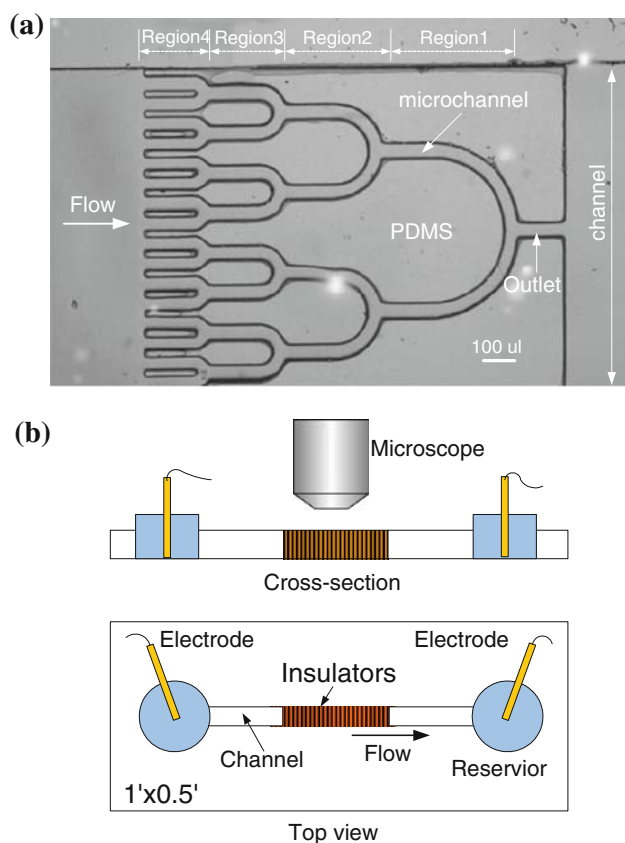 (a)
Region4 Region3 Region2 Region1
microchannel
Flow
PDMS
channel
Outlet
100 ul
(b)
Microscope
Cross-section
Electrode Electrode
Insulators
Channel
Flow
Reservior
1'x0.5'
Top view